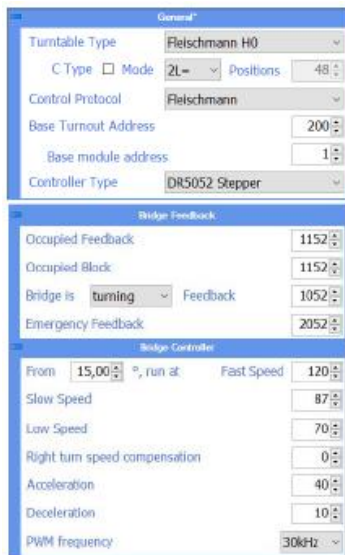 General*
Turntable Type Fleischmann H0
C Type Mode 2L= Positions 48
Control Protocol Fleischmann
Base Turnout Address 200
Base module address 1
Controller Type DR5052 Stepper
Bridge Feedback
Occupied Feedback 1152
Occupied Block 1152
Bridge is turning Feedback 1052
Emergency Feedback 2052
Bridge Controller
From 15,00 °, run at Fast Speed 120
Slow Speed 87
Low Speed 70
Right turn speed compensation 0
Acceleration 40
Deceleration 10
PWM frequency 30kHz